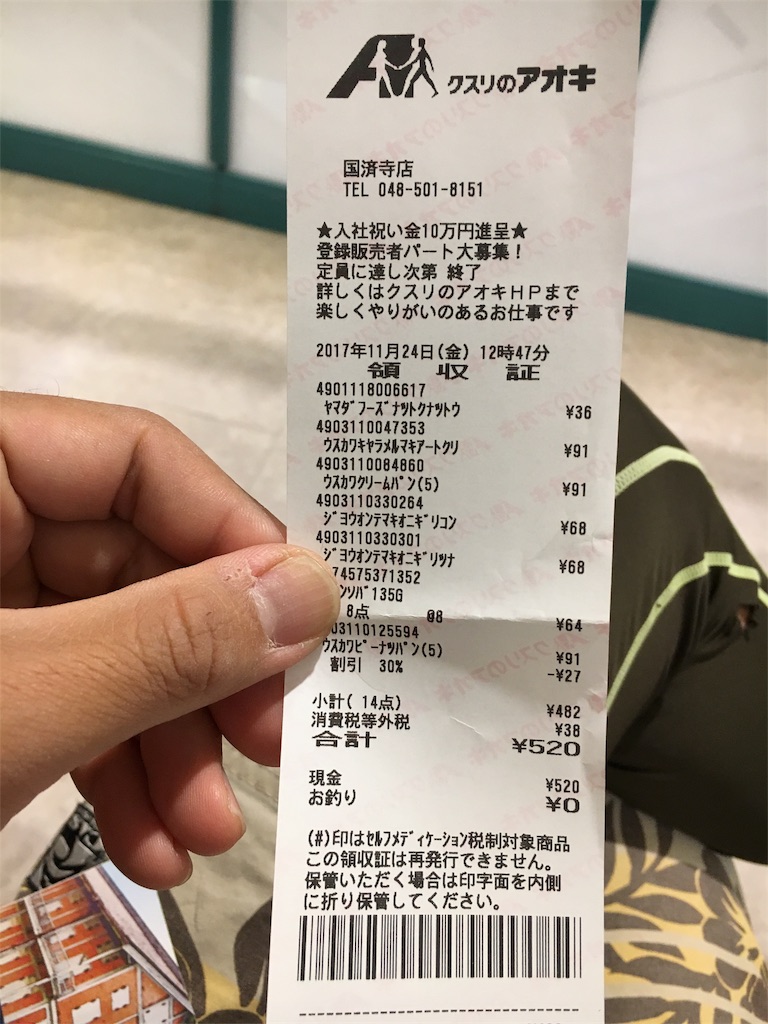 クスリのアオキ
国済寺店
TEL 048-501-8151
★入社祝い金10万円進呈★
登録販売者パート大募集!
定員に達し次第 終了
詳しくはクスリのアオキHPまで
楽しくやりがいのあるお仕事です
2017年11月24日(金) 12時47分
領 収 証
4901118006617
ヤマダフーズナットクナットウ ¥36
4903110047353
ウスカワキャラメルマキアートクリ ¥91
4903110084860
ウスカワクリームパン(5) ¥91
4903110330264
ジョウオンテマキオニギリコン ¥68
4903110330301
ジョウオンテマキオニギリツナ ¥68
74575371352
ンソバ135G
8点 @8 ¥64
03110125594
ウスカワピーナツパン(5) ¥91
割引 30% -¥27
小計( 14点) ¥482
消費税等外税 ¥38
合計 ¥520
現金 ¥520
お釣り ¥0
(#)印はセルフメディケーション税制対象商品
この領収証は再発行できません。
保管いただく場合は印字面を内側
に折り保管してください。